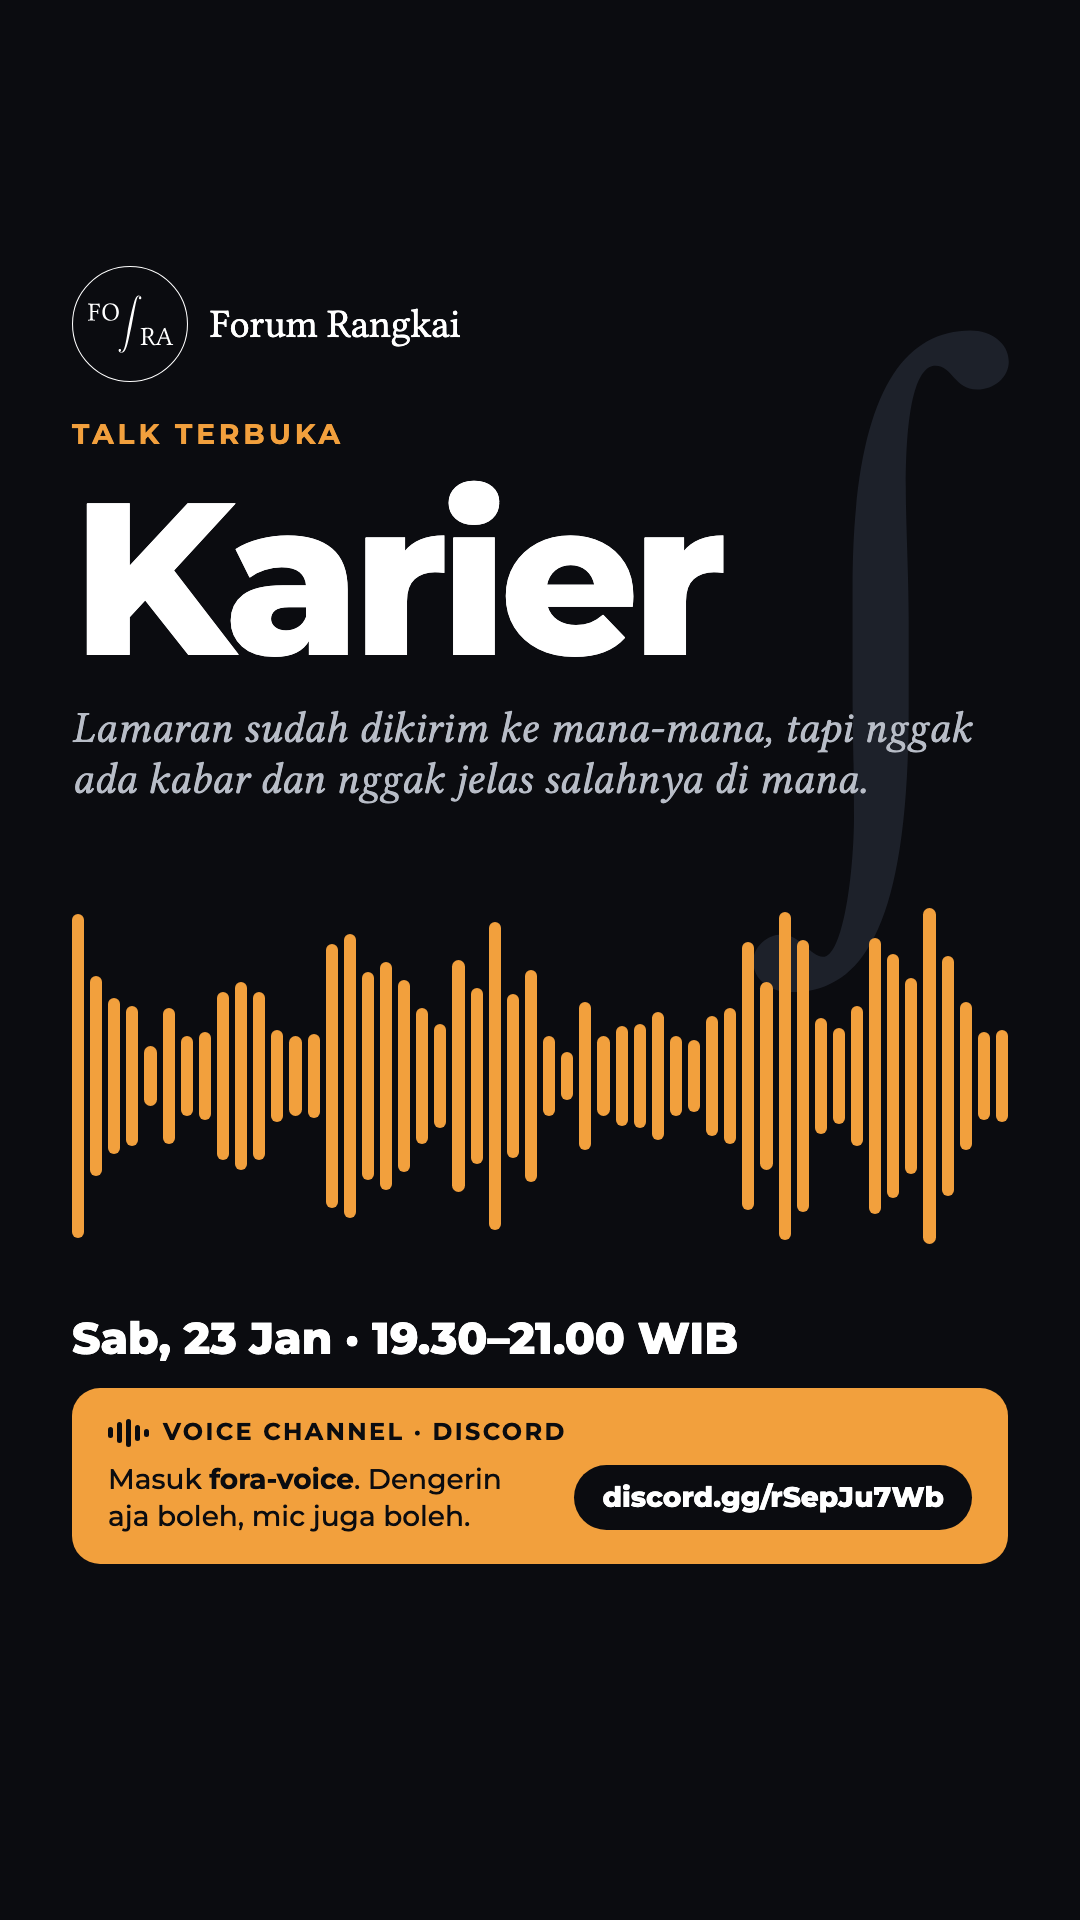 FO∫RA
Forum Rangkai
TALK TERBUKA
Karier
Lamaran sudah dikirim ke mana-mana, tapi nggak
ada kabar dan nggak jelas salahnya di mana.
Sab, 23 Jan · 19.30–21.00 WIB
VOICE CHANNEL · DISCORD
Masuk fora-voice. Dengerin
aja boleh, mic juga boleh.
discord.gg/rSepJu7Wb